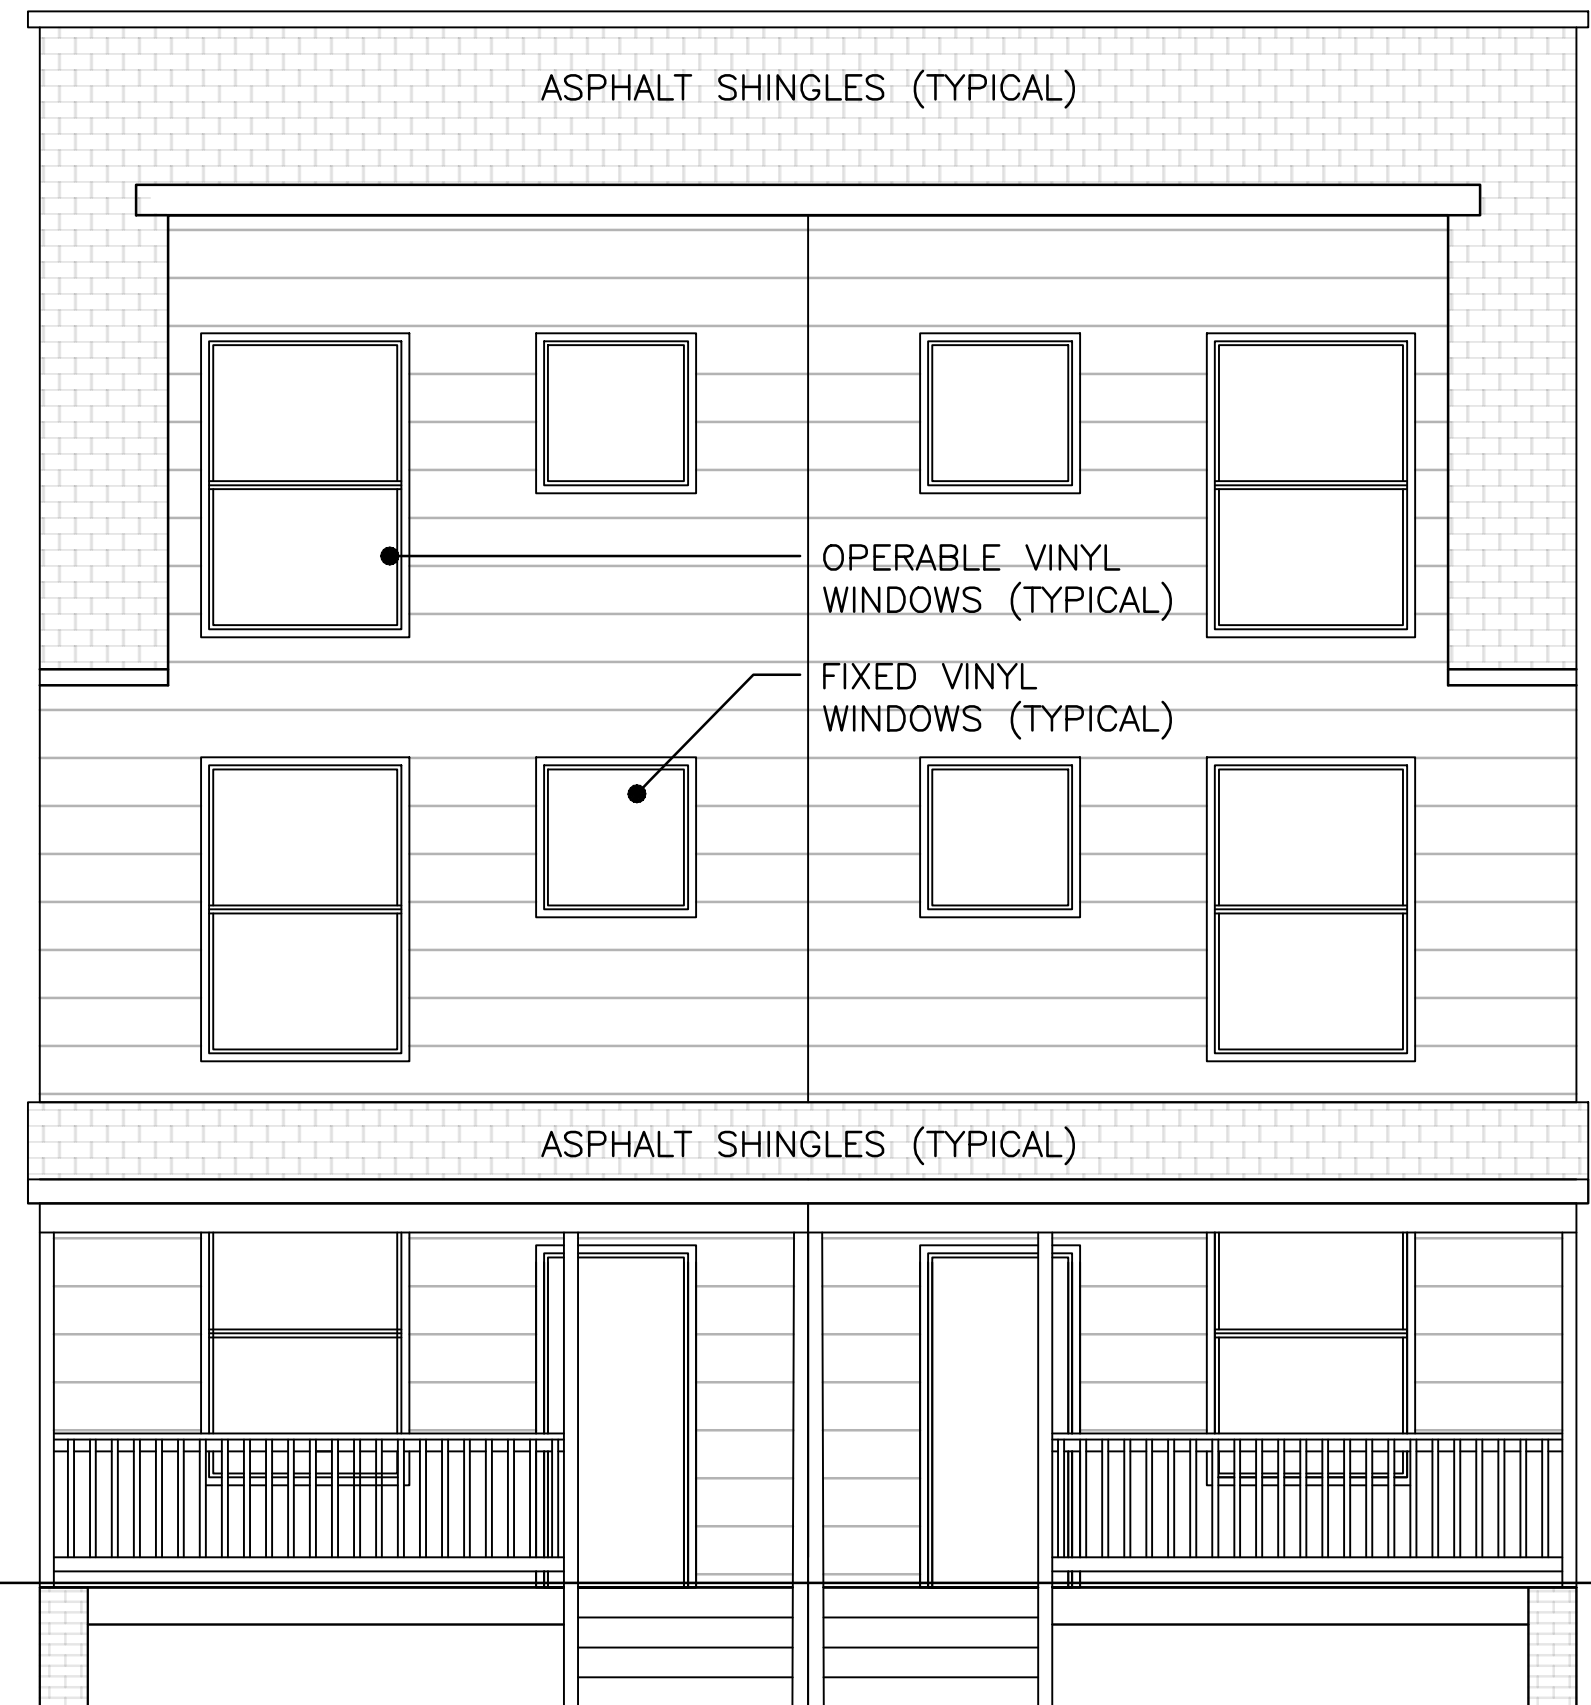 ASPHALT SHINGLES (TYPICAL)
OPERABLE VINYL
WINDOWS (TYPICAL)
FIXED VINYL
WINDOWS (TYPICAL)
ASPHALT SHINGLES (TYPICAL)